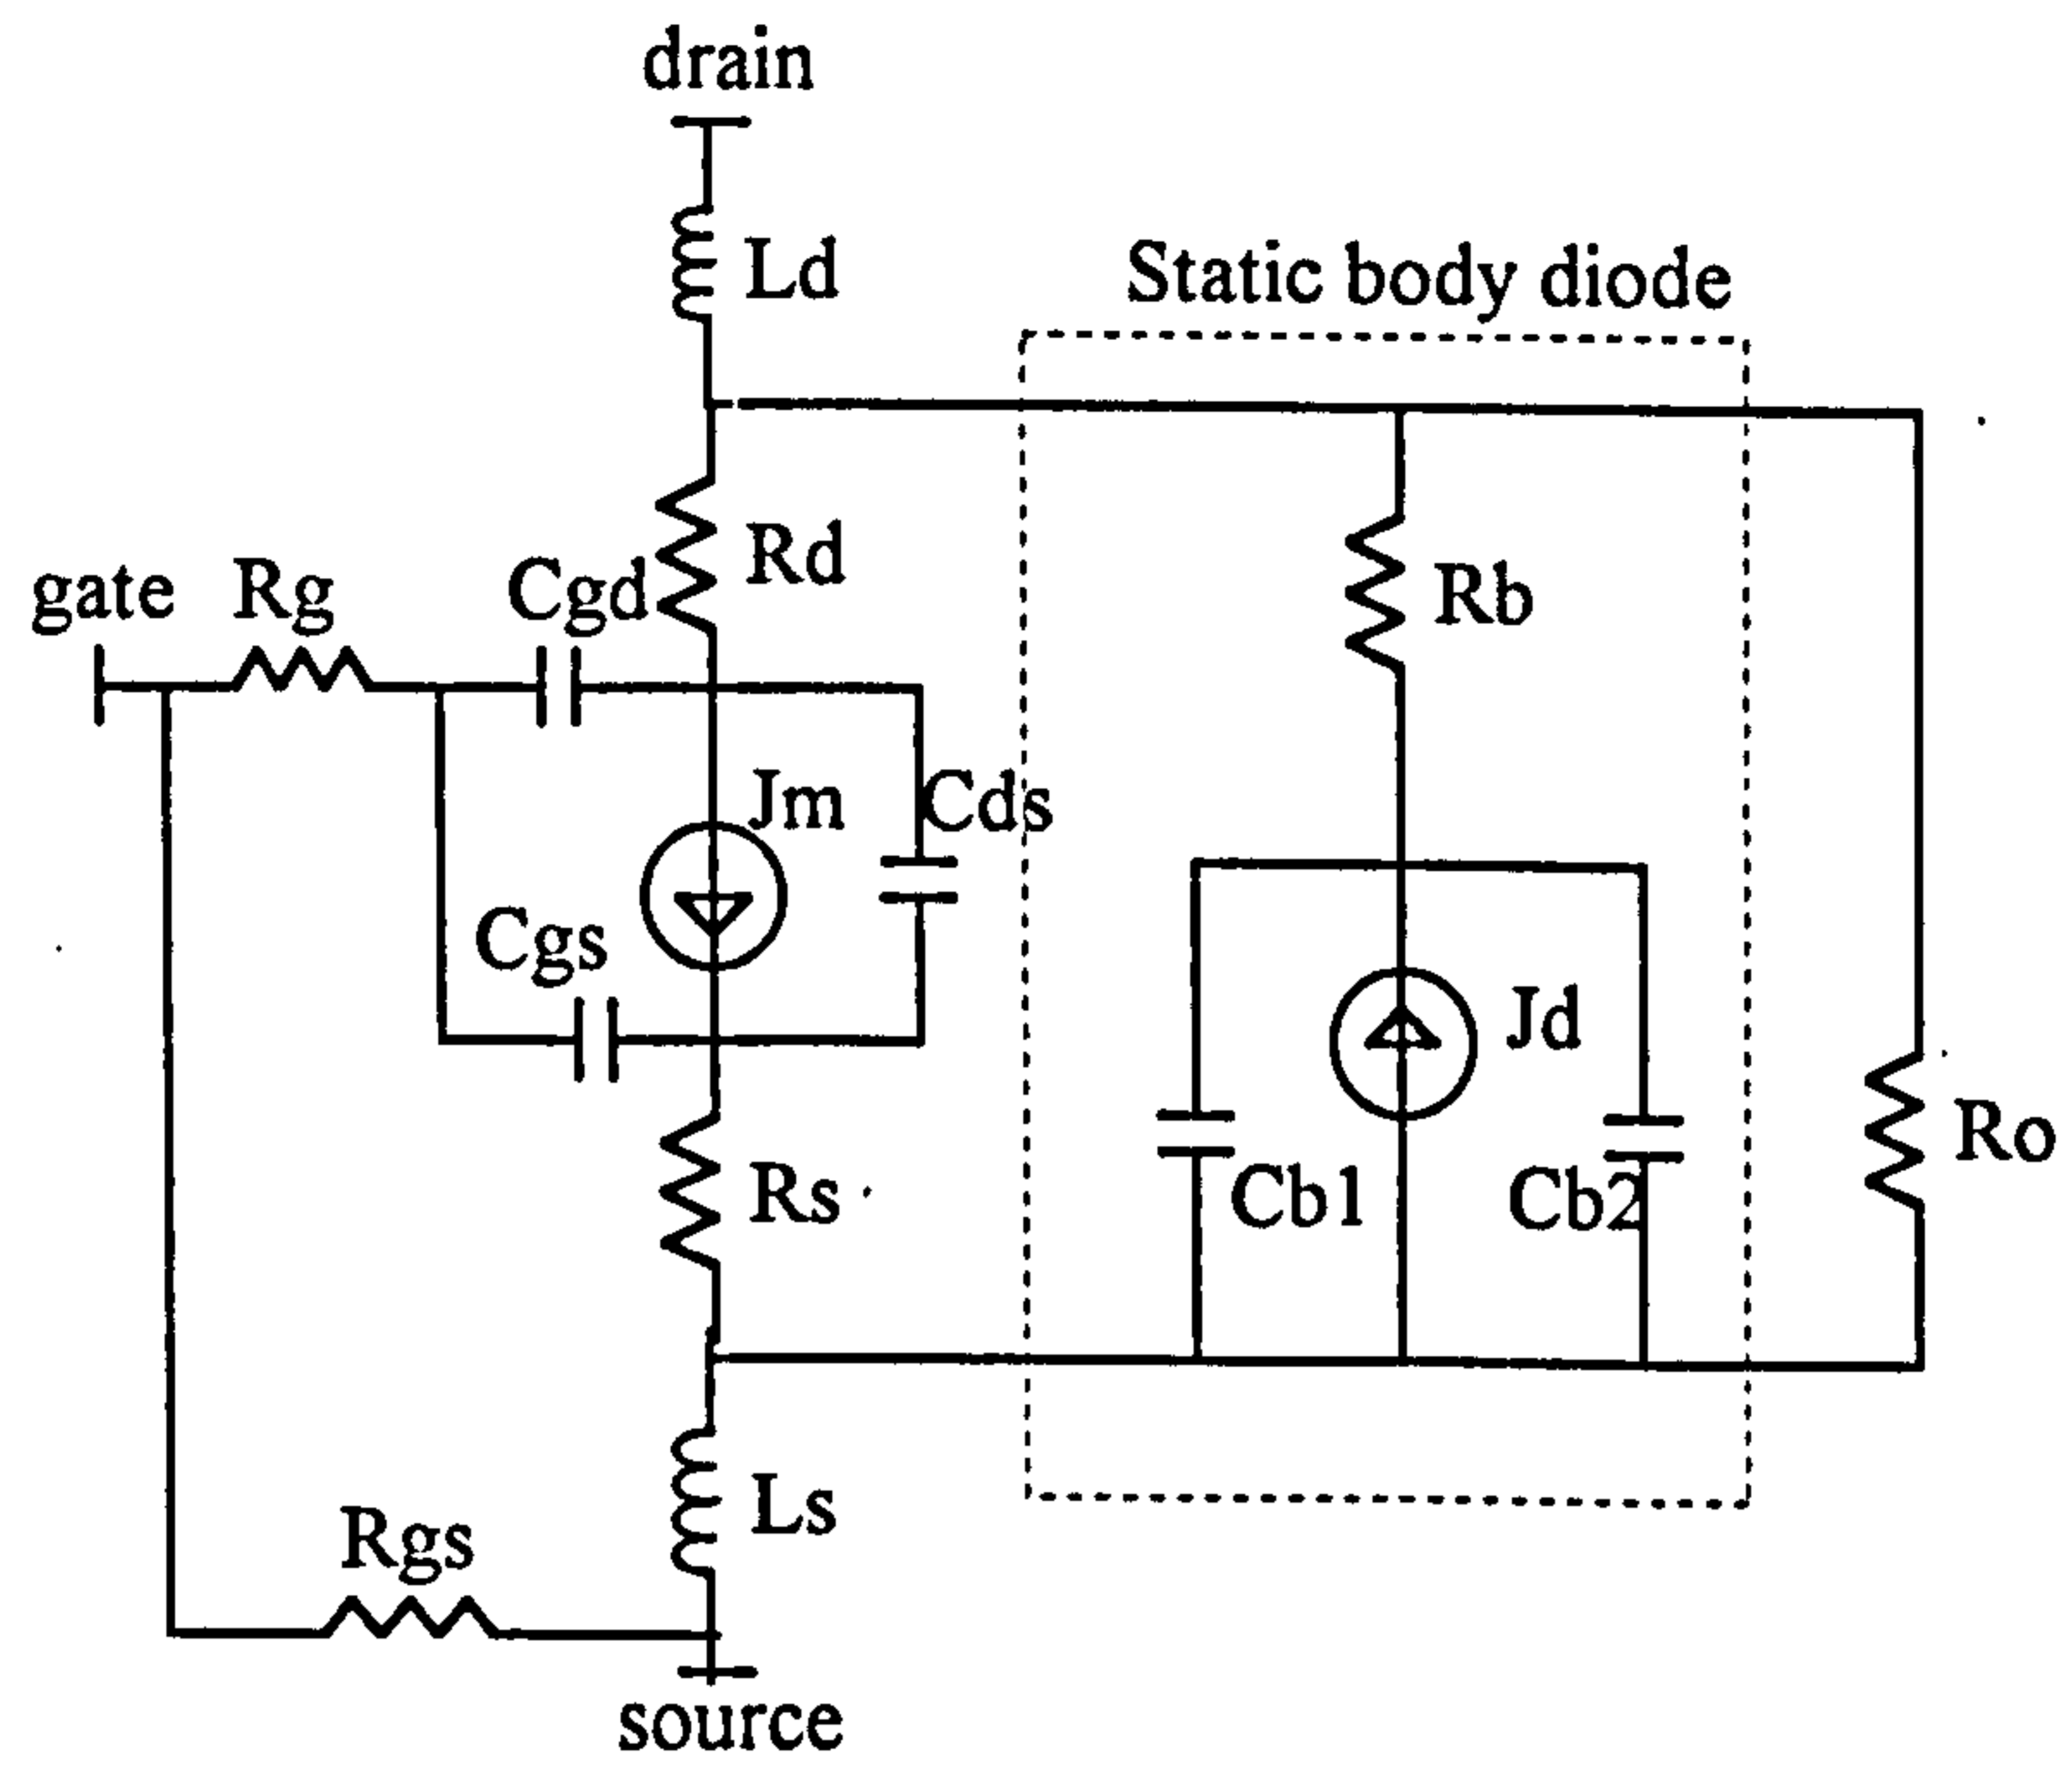 drain
Ld
Static body diode
Rd
gate
Rg
Cgd
Rb
Jm
Cds
Cgs
Jd
Rs
Cb1
Cb2
Ro
Ls
Rgs
source